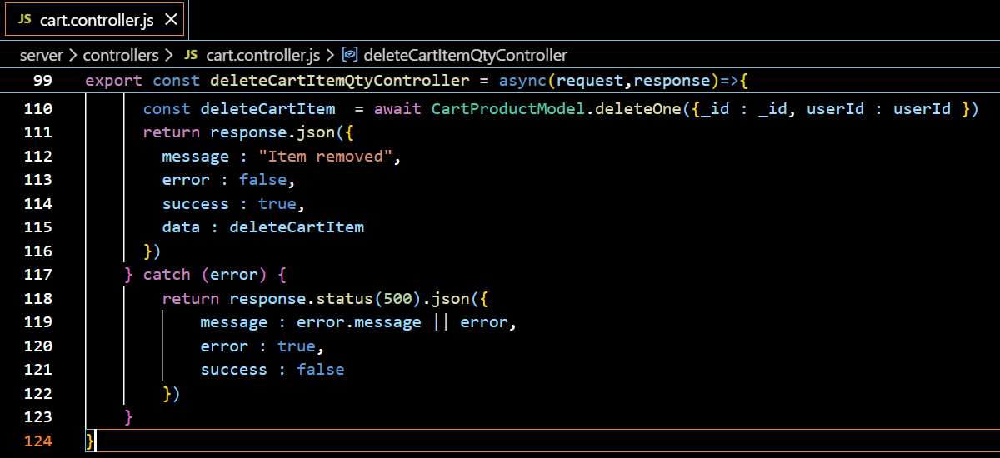 JS cart.controller.js ✕
server > controllers > JS cart.controller.js > deleteCartItemQtyController
99 export const deleteCartItemQtyController = async(request,response)=>{
110 const deleteCartItem  = await CartProductModel.deleteOne({_id : _id, userId : userId })
111 return response.json({
112 message : "Item removed",
113 error : false,
114 success : true,
115 data : deleteCartItem
116 })
117 } catch (error) {
118 return response.status(500).json({
119 message : error.message || error,
120 error : true,
121 success : false
122 })
123 }
124 }